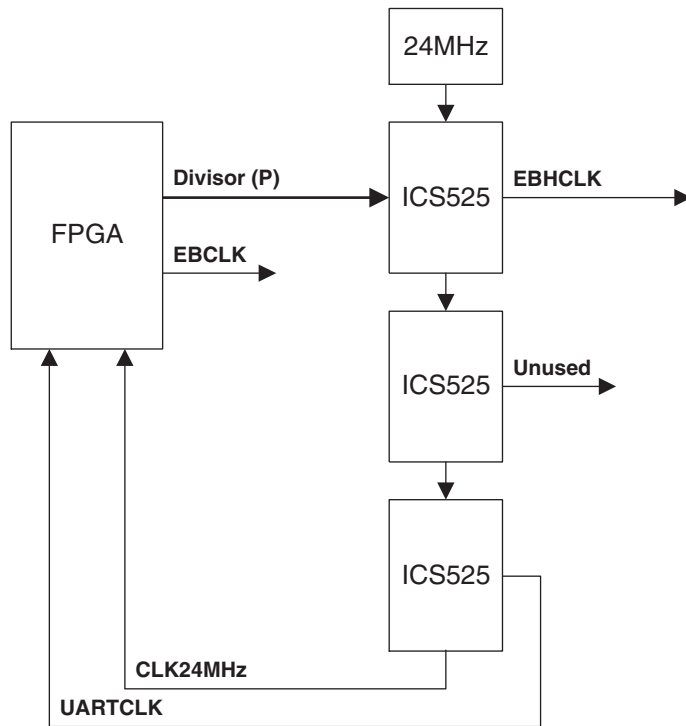 24MHz
Divisor (P)
ICS525
EBHCLK
FPGA
EBCLK
ICS525
Unused
ICS525
CLK24MHz
UARTCLK